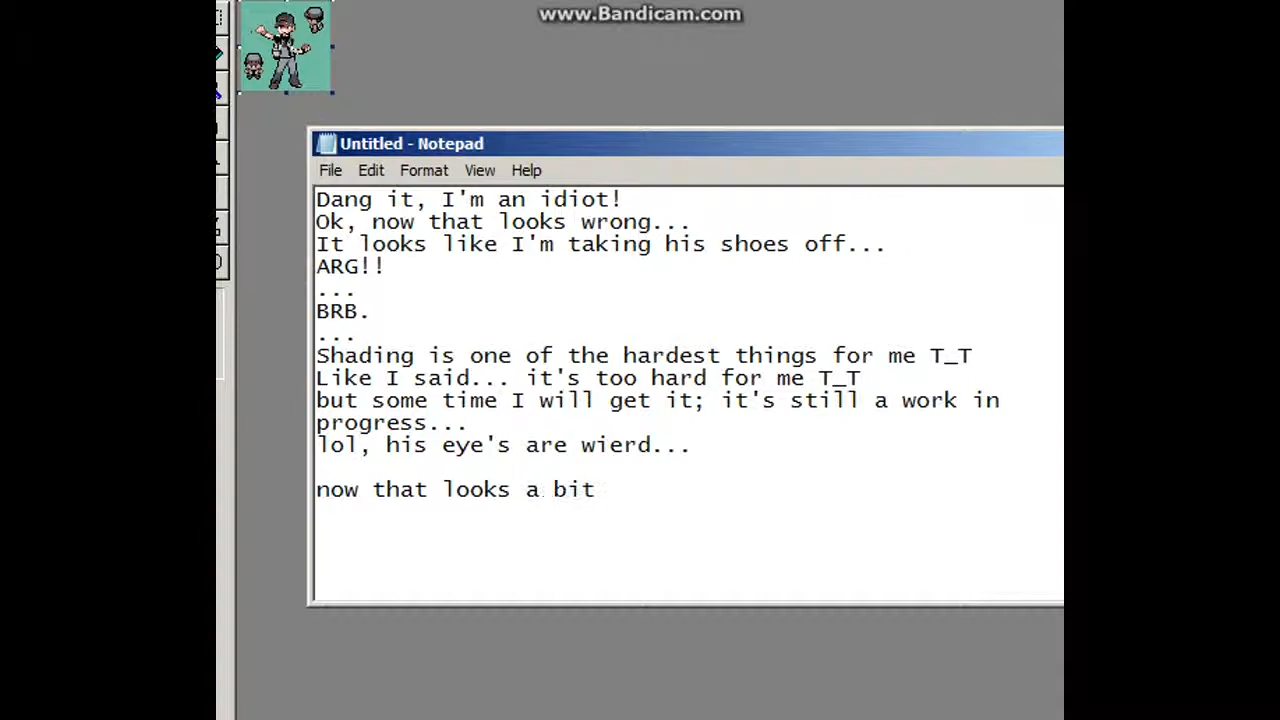 www.Bandicam.com
Untitled - Notepad
File Edit Format View Help
Dang it, I'm an idiot!
Ok, now that looks wrong...
It looks like I'm taking his shoes off...
ARG!!
...
BRB.
...
Shading is one of the hardest things for me T_T
Like I said... it's too hard for me T_T
but some time I will get it; it's still a work in
progress...
lol, his eye's are wierd...
now that looks a bit